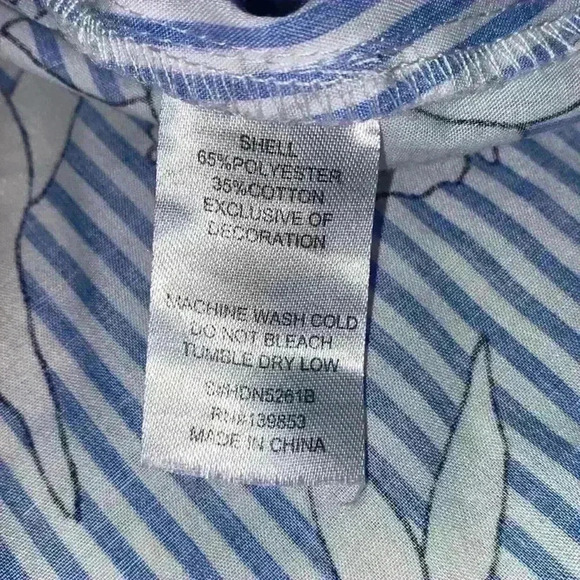 SHELL
65%POLYESTER
35%COTTON
EXCLUSIVE OF
DECORATION
MACHINE WASH COLD
DO NOT BLEACH
TUMBLE DRY LOW
C#HDN5261B
RN#139853
MADE IN CHINA